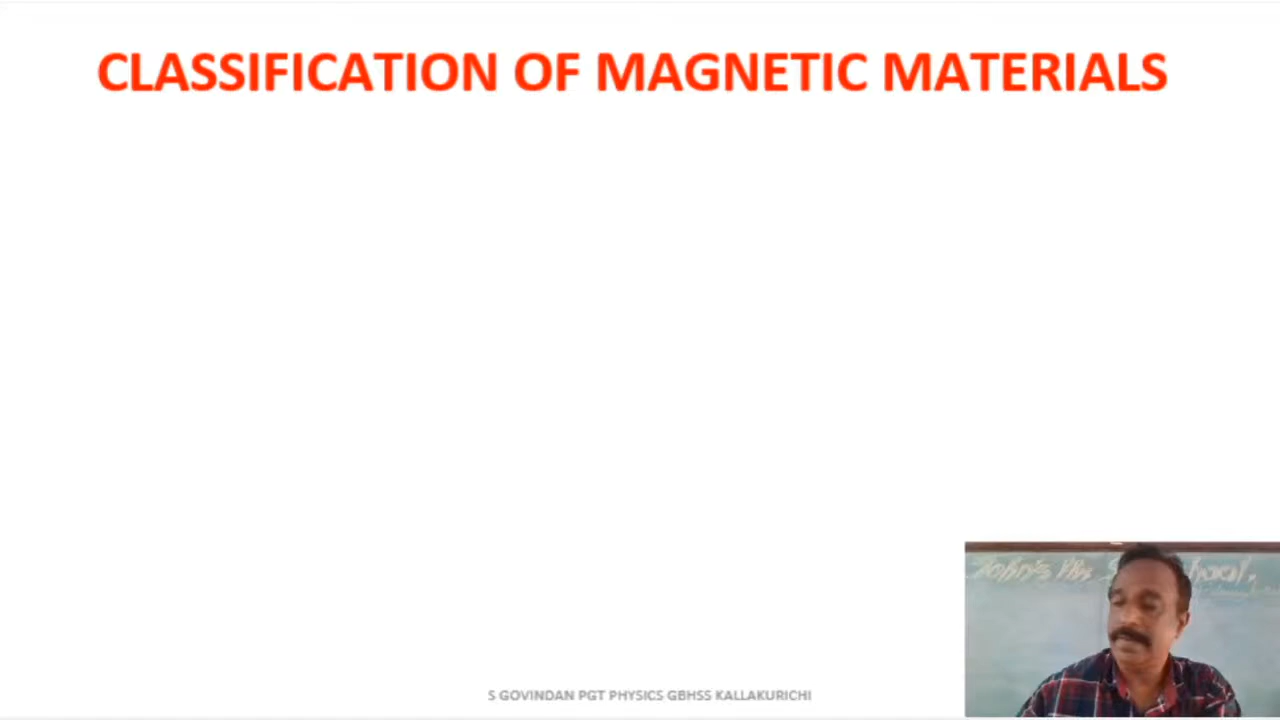 CLASSIFICATION OF MAGNETIC MATERIALS
S GOVINDAN PGT PHYSICS GBHSS KALLAKURICHI